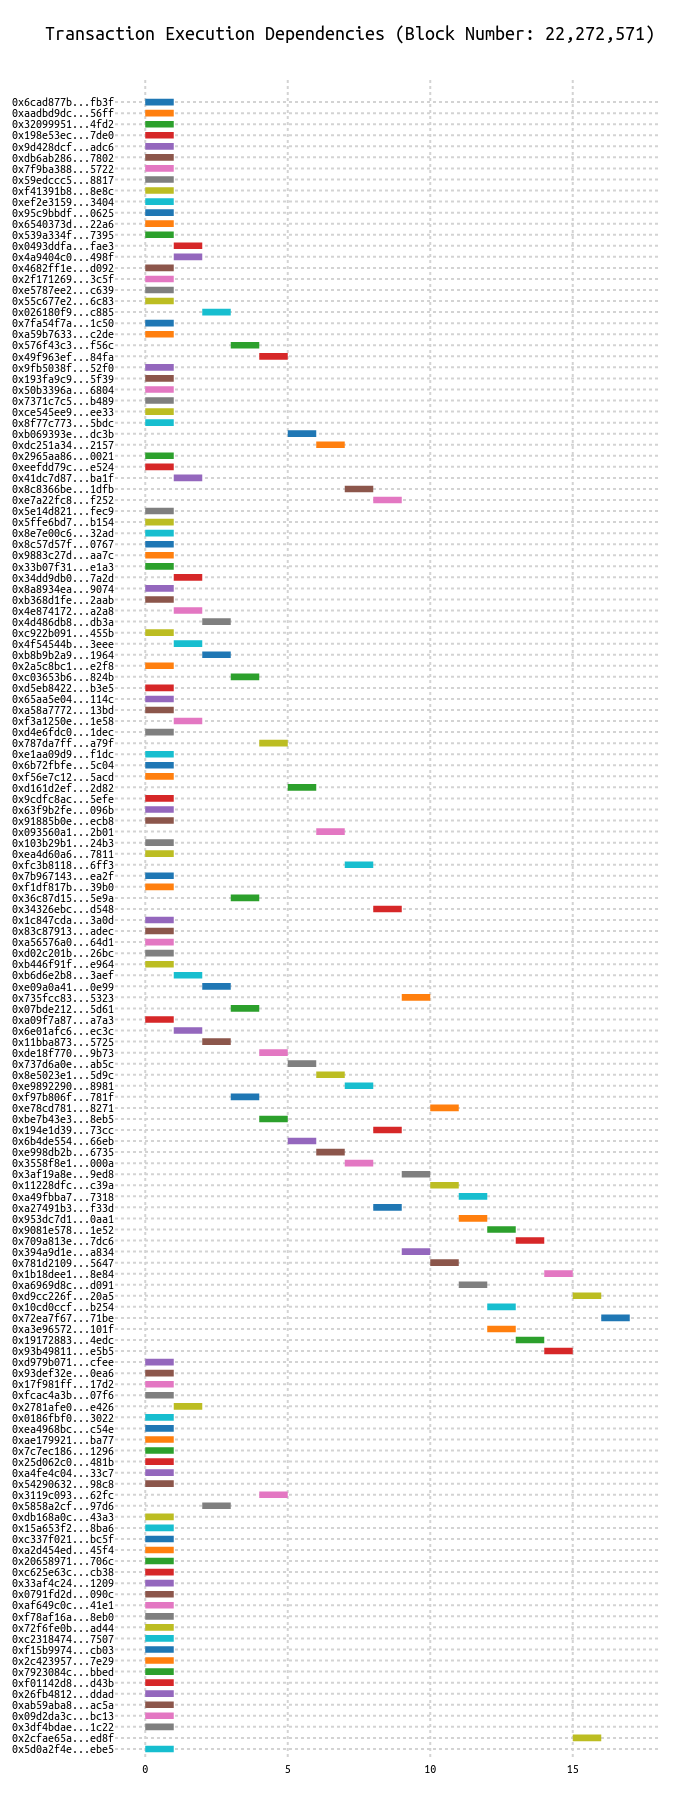 Transaction Execution Dependencies (Block Number: 22,272,571)
0x6cad877b...fb3f
0xaadbd9dc...56ff
0x32099951...4fd2
0x198e53ec...7de0
0x9d428dcf...adc6
0xdb6ab286...7802
0x7f9ba388...5722
0x59edccc5...8817
0xf41391b8...8e8c
0xef2e3159...3404
0x95c9bbdf...0625
0x6540373d...22a6
0x539a334f...7395
0x0493ddfa...fae3
0x4a9404c0...498f
0x4682ff1e...d092
0x2f171269...3c5f
0xe5787ee2...c639
0x55c677e2...6c83
0x026180f9...c885
0x7fa54f7a...1c50
0xa59b7633...c2de
0x576f43c3...f56c
0x49f963ef...84fa
0x9fb5038f...52f0
0x193fa9c9...5f39
0x50b3396a...6804
0x7371c7c5...b489
0xce545ee9...ee33
0x8f77c773...5bdc
0xb069393e...dc3b
0xdc251a34...2157
0x2965aa86...0021
0xeefdd79c...e524
0x41dc7d87...ba1f
0x8c8366be...1dfb
0xe7a22fc8...f252
0x5e14d821...fec9
0x5ffe6bd7...b154
0x8e7e00c6...32ad
0x8c57d57f...0767
0x9883c27d...aa7c
0x33b07f31...e1a3
0x34dd9db0...7a2d
0x8a8934ea...9074
0xb368d1fe...2aab
0x4e874172...a2a8
0x4d486db8...db3a
0xc922b091...455b
0x4f54544b...3eee
0xb8b9b2a9...1964
0x2a5c8bc1...e2f8
0xc03653b6...824b
0xd5eb8422...b3e5
0x65aa5e04...114c
0xa58a7772...13bd
0xf3a1250e...1e58
0xd4e6fdc0...1dec
0x787da7ff...a79f
0xe1aa09d9...f1dc
0x6b72fbfe...5c04
0xf56e7c12...5acd
0xd161d2ef...2d82
0x9cdfc8ac...5efe
0x63f9b2fe...096b
0x91885b0e...ecb8
0x093560a1...2b01
0x103b29b1...24b3
0xea4d60a6...7811
0xfc3b8118...6ff3
0x7b967143...ea2f
0xf1df817b...39b0
0x36c87d15...5e9a
0x34326ebc...d548
0x1c847cda...3a0d
0x83c87913...adec
0xa56576a0...64d1
0xd02c201b...26bc
0xb446f91f...e964
0xb6d6e2b8...3aef
0xe09a0a41...0e99
0x735fcc83...5323
0x07bde212...5d61
0xa09f7a87...a7a3
0x6e01afc6...ec3c
0x11bba873...5725
0xde18f770...9b73
0x737d6a0e...ab5c
0x8e5023e1...5d9c
0xe9892290...8981
0xf97b806f...781f
0xe78cd781...8271
0xbe7b43e3...8eb5
0x194e1d39...73cc
0x6b4de554...66eb
0xe998db2b...6735
0x3558f8e1...000a
0x3af19a8e...9ed8
0x11228dfc...c39a
0xa49fbba7...7318
0xa27491b3...f33d
0x953dc7d1...0aa1
0x9081e578...1e52
0x709a813e...7dc6
0x394a9d1e...a834
0x781d2109...5647
0x1b18dee1...8e84
0xa6969d8c...d091
0xd9cc226f...20a5
0x10cd0ccf...b254
0x72ea7f67...71be
0xa3e96572...101f
0x19172883...4edc
0x93b49811...e5b5
0xd979b071...cfee
0x93def32e...0ea6
0x17f981ff...17d2
0xfcac4a3b...07f6
0x2781afe0...e426
0x0186fbf0...3022
0xea4968bc...c54e
0xae179921...ba77
0x7c7ec186...1296
0x25d062c0...481b
0xa4fe4c04...33c7
0x54290632...98c8
0x3119c093...62fc
0x5858a2cf...97d6
0xdb168a0c...43a3
0x15a653f2...8ba6
0xc337f021...bc5f
0xa2d454ed...45f4
0x20658971...706c
0xc625e63c...cb38
0x33af4c24...1209
0x0791fd2d...090c
0xaf649c0c...41e1
0xf78af16a...8eb0
0x72f6fe0b...ad44
0xc2318474...7507
0xf15b9974...cb03
0x2c423957...7e29
0x7923084c...bbed
0xf01142d8...d43b
0x26fb4812...ddad
0xab59aba8...ac5a
0x09d2da3c...bc13
0x3df4bdae...1c22
0x2cfae65a...ed8f
0x5d0a2f4e...ebe5
0 5 10 15